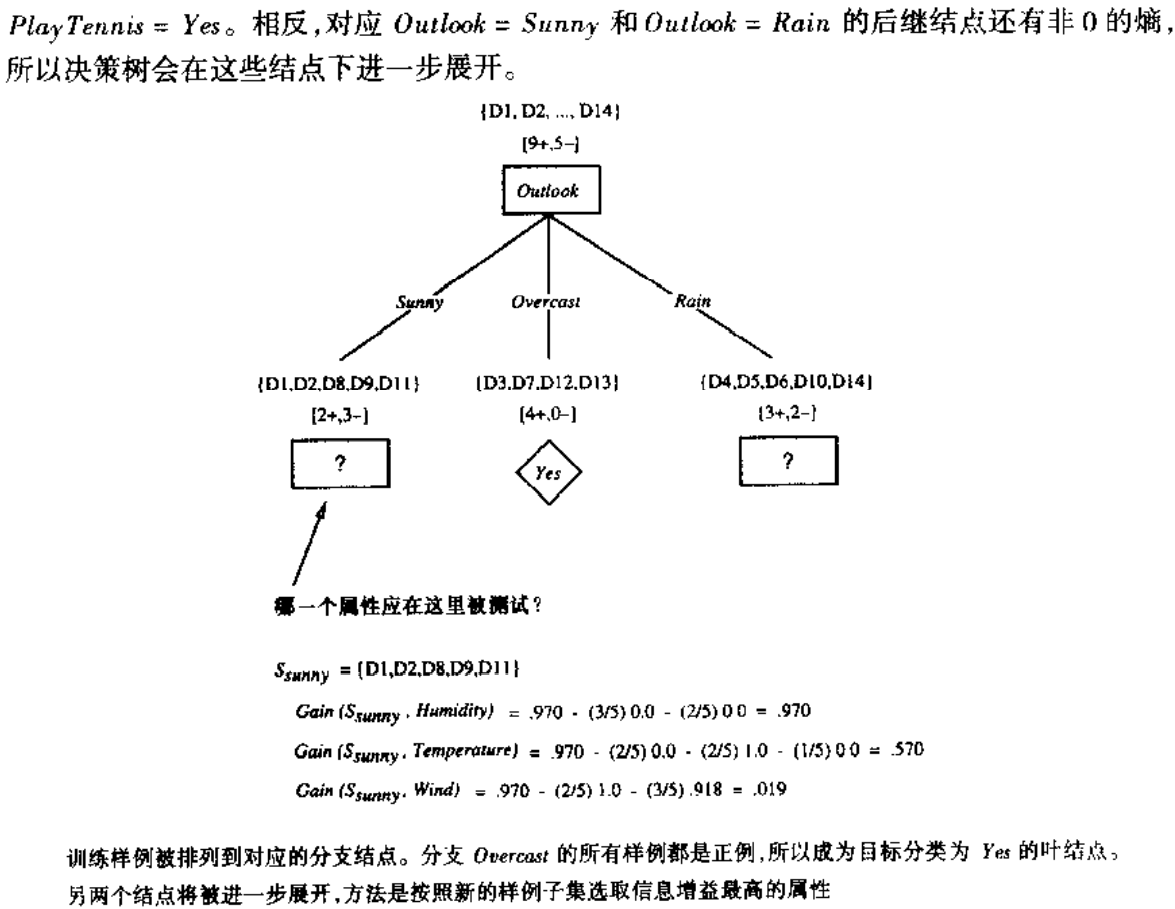 PlayTennis = Yes。相反,对应 Outlook = Sunny 和 Outlook = Rain 的后继结点还有非 0 的熵,
所以决策树会在这些结点下进一步展开。
{D1, D2, ..., D14}
[9+,5−]
Outlook
Sunny Overcast Rain
{D1,D2,D8,D9,D11} {D3,D7,D12,D13} {D4,D5,D6,D10,D14}
[2+,3−] [4+,0−] [3+,2−]
? Yes ?
哪一个属性应在这里被测试?
Ssunny = {D1,D2,D8,D9,D11}
Gain (Ssunny, Humidity) = .970 - (3/5) 0.0 - (2/5) 0.0 = .970
Gain (Ssunny, Temperature) = .970 - (2/5) 0.0 - (2/5) 1.0 - (1/5) 0.0 = .570
Gain (Ssunny, Wind) = .970 - (2/5) 1.0 - (3/5) .918 = .019
训练样例被排列到对应的分支结点。分支 Overcast 的所有样例都是正例,所以成为目标分类为 Yes 的叶结点。
另两个结点将被进一步展开,方法是按照新的样例子集选取信息增益最高的属性